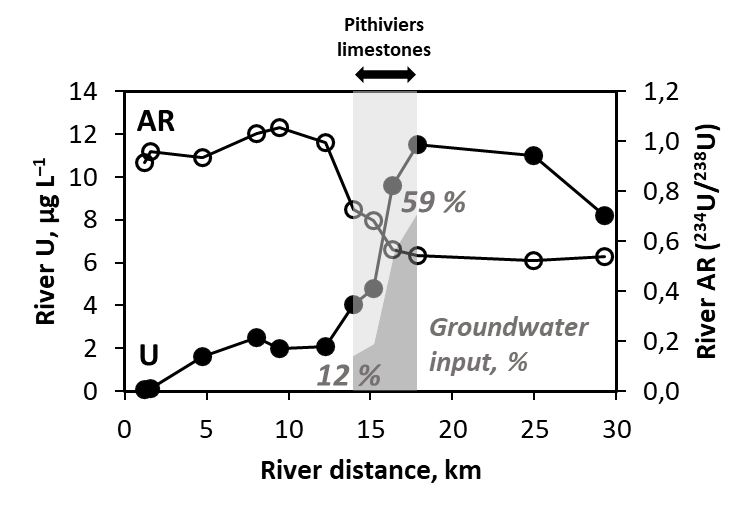 Pithiviers
limestones
14
12
10
8
6
4
2
0
River U, µg L⁻¹
AR
U
59 %
12 %
Groundwater
input, %
1,2
1,0
0,8
0,6
0,4
0,2
0,0
River AR (²³⁴U/²³⁸U)
0
5
10
15
20
25
30
River distance, km